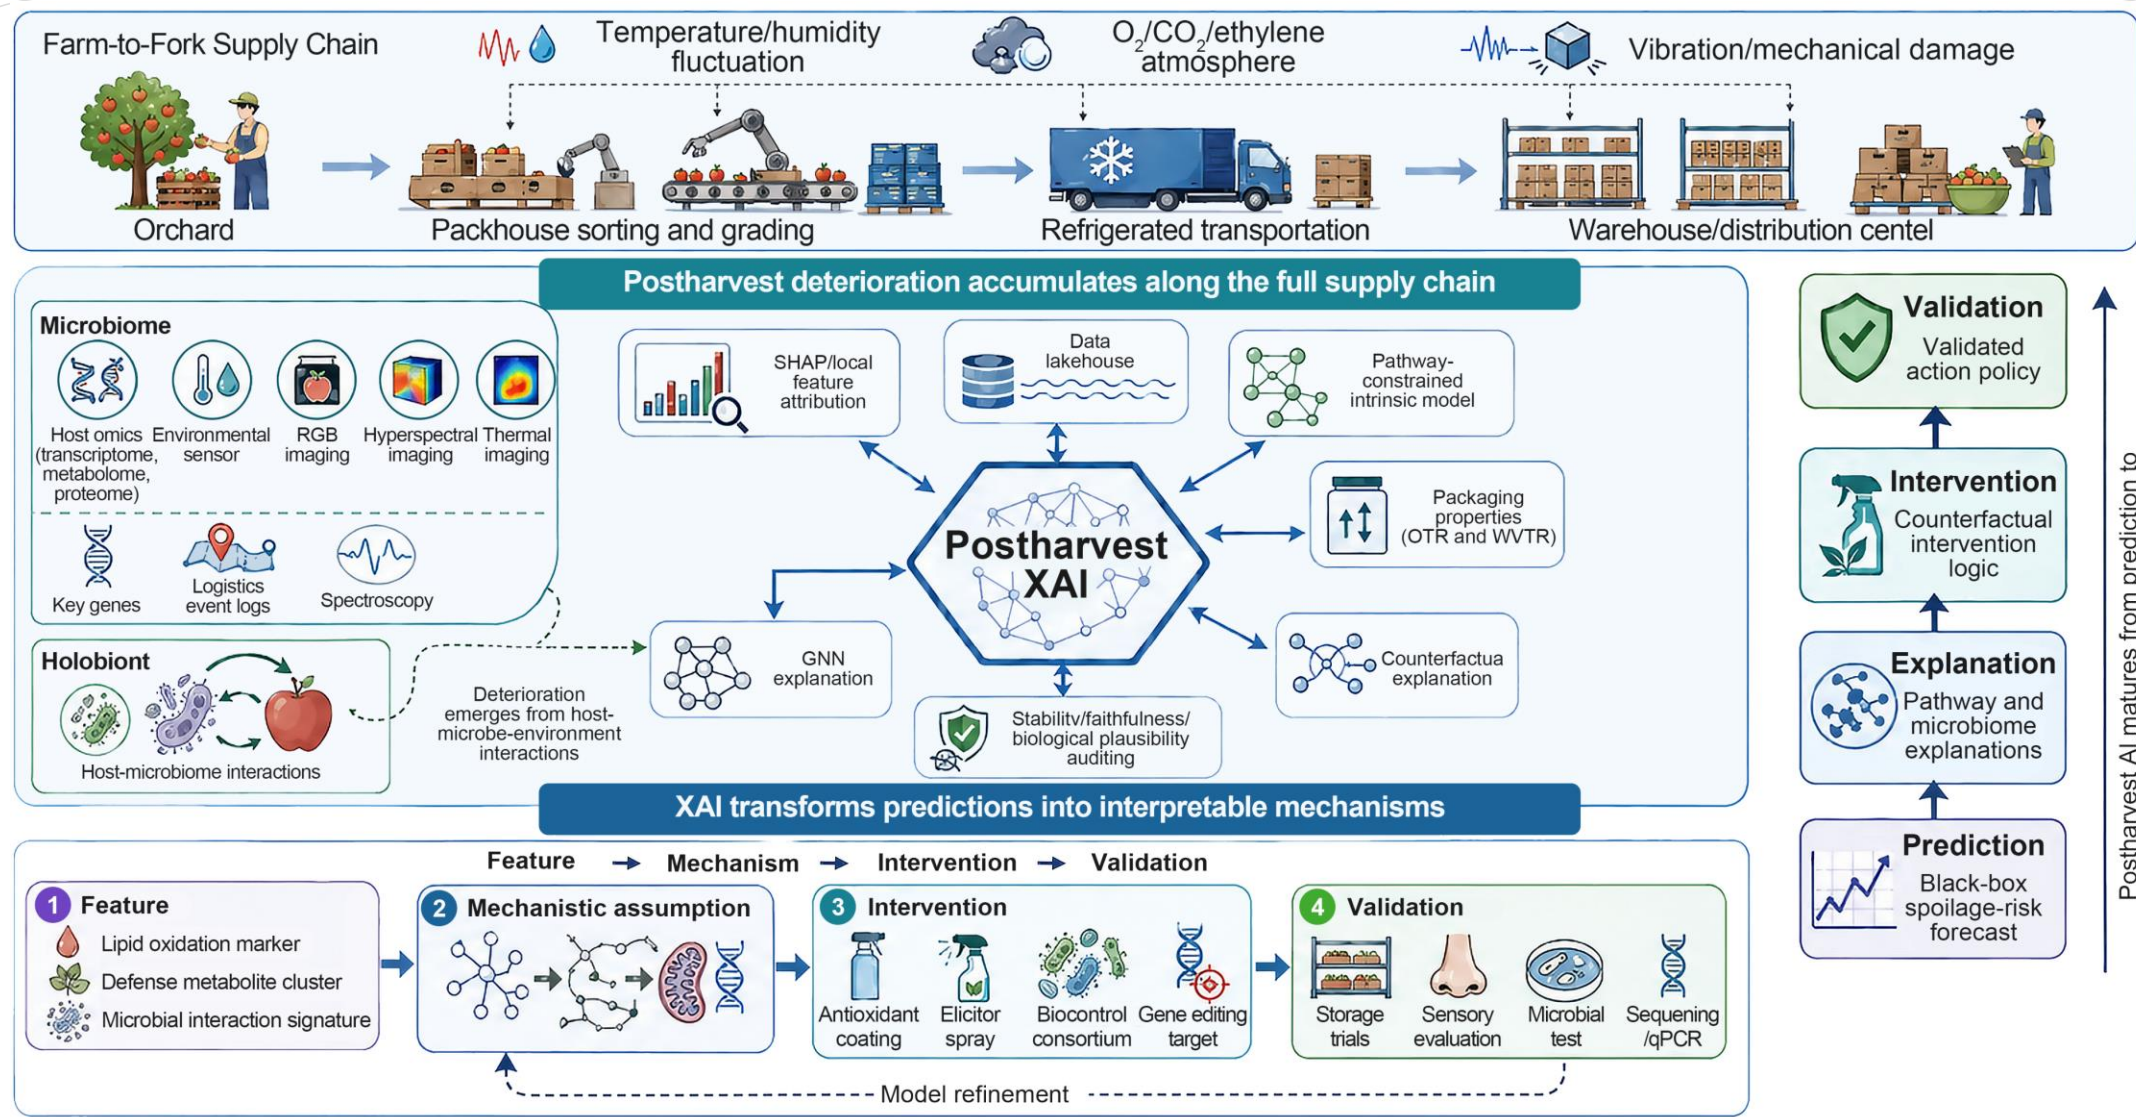 Farm-to-Fork Supply Chain
Temperature/humidity
fluctuation
O2/CO2/ethylene
atmosphere
Vibration/mechanical damage
Orchard
Packhouse sorting and grading
Refrigerated transportation
Warehouse/distribution centel
Postharvest deterioration accumulates along the full supply chain
Microbiome
Host omics
(transcriptome,
metabolome,
proteome)
Environmental
sensor
RGB
imaging
Hyperspectral
imaging
Thermal
imaging
Key genes
Logistics
event logs
Spectroscopy
Holobiont
Host-microbiome interactions
Deterioration
emerges from host-
microbe-environment
interactions
SHAP/local
feature
attribution
Data
lakehouse
Pathway-
constrained
intrinsic model
Postharvest
XAI
Packaging
properties
(OTR and WVTR)
GNN
explanation
Counterfactua
explanation
Stabilitv/faithfulness/
biological plausibility
auditing
XAI transforms predictions into interpretable mechanisms
Feature
Mechanism
Intervention
Validation
1 Feature
Lipid oxidation marker
Defense metabolite cluster
Microbial interaction signature
2 Mechanistic assumption
3 Intervention
Antioxidant
coating
Elicitor
spray
Biocontrol
consortium
Gene editing
target
4 Validation
Storage
trials
Sensory
evaluation
Microbial
test
Sequening
/qPCR
Model refinement
Validation
Validated
action policy
Intervention
Counterfactual
intervention
logic
Explanation
Pathway and
microbiome
explanations
Prediction
Black-box
spoilage-risk
forecast
Postharvest AI matures from prediction to